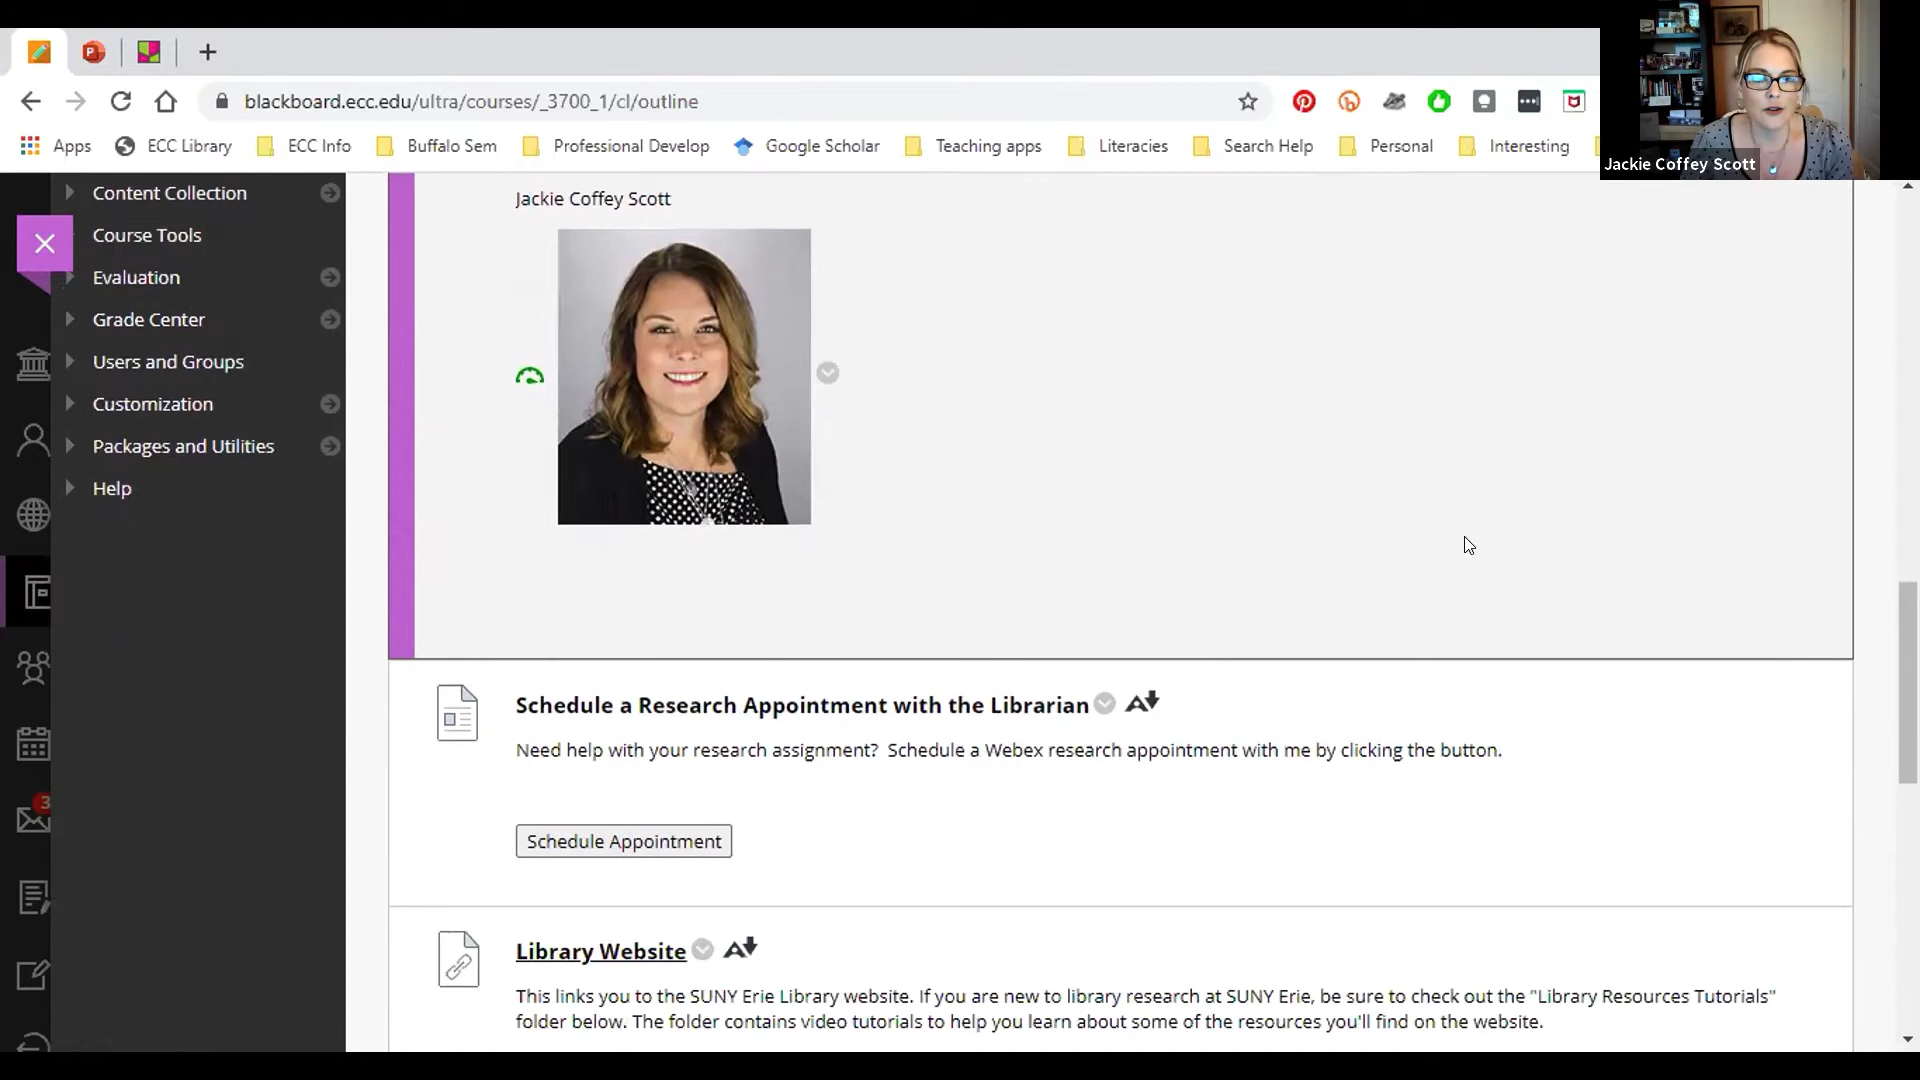 blackboard.ecc.edu/ultra/courses/_3700_1/cl/outline
Apps ECC Library ECC Info Buffalo Sem Professional Develop Google Scholar Teaching apps Literacies Search Help Personal Interesting
Jackie Coffey Scott
Content Collection
Course Tools
Evaluation
Grade Center
Users and Groups
Customization
Packages and Utilities
Help
3
Jackie Coffey Scott
Schedule a Research Appointment with the Librarian
Need help with your research assignment? Schedule a Webex research appointment with me by clicking the button.
Schedule Appointment
Library Website
This links you to the SUNY Erie Library website. If you are new to library research at SUNY Erie, be sure to check out the "Library Resources Tutorials"
folder below. The folder contains video tutorials to help you learn about some of the resources you'll find on the website.